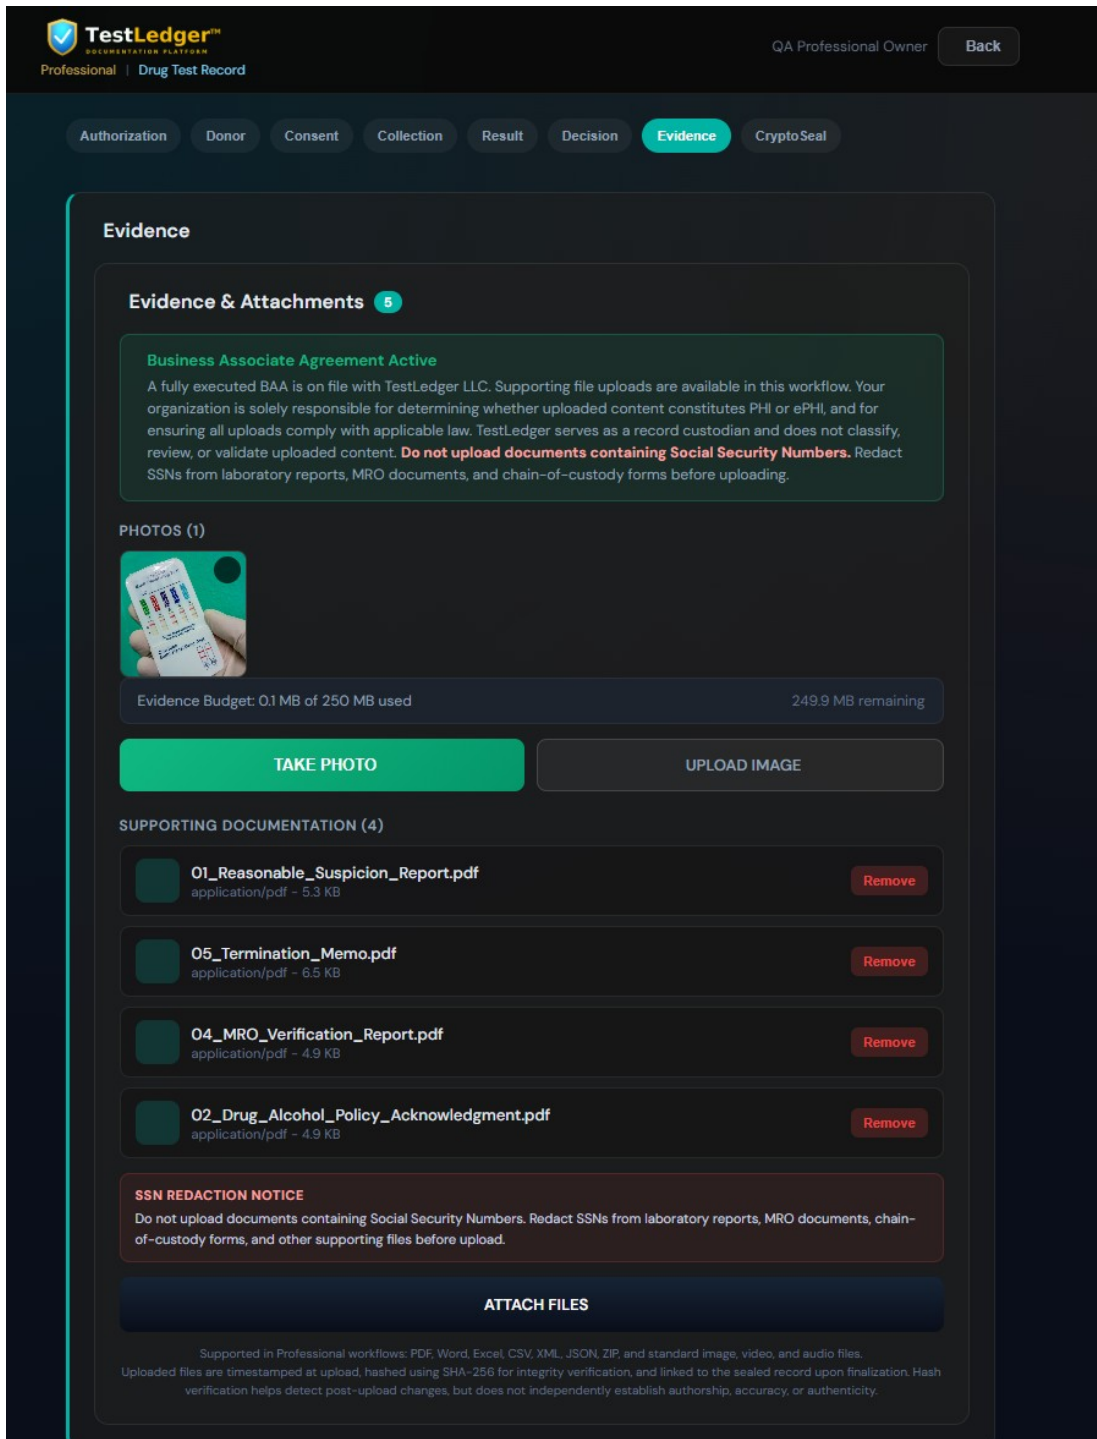 TestLedger™
DOCUMENTATION PLATFORM
Professional | Drug Test Record
QA Professional Owner
Back
Authorization
Donor
Consent
Collection
Result
Decision
Evidence
CryptoSeal
Evidence
Evidence & Attachments 5
Business Associate Agreement Active
A fully executed BAA is on file with TestLedger LLC. Supporting file uploads are available in this workflow. Your
organization is solely responsible for determining whether uploaded content constitutes PHI or ePHI, and for
ensuring all uploads comply with applicable law. TestLedger serves as a record custodian and does not classify,
review, or validate uploaded content. Do not upload documents containing Social Security Numbers. Redact
SSNs from laboratory reports, MRO documents, and chain-of-custody forms before uploading.
PHOTOS (1)
Evidence Budget: 0.1 MB of 250 MB used
249.9 MB remaining
TAKE PHOTO
UPLOAD IMAGE
SUPPORTING DOCUMENTATION (4)
01_Reasonable_Suspicion_Report.pdf
application/pdf - 5.3 KB
Remove
05_Termination_Memo.pdf
application/pdf - 6.5 KB
Remove
04_MRO_Verification_Report.pdf
application/pdf - 4.9 KB
Remove
02_Drug_Alcohol_Policy_Acknowledgment.pdf
application/pdf - 4.9 KB
Remove
SSN REDACTION NOTICE
Do not upload documents containing Social Security Numbers. Redact SSNs from laboratory reports, MRO documents, chain-
of-custody forms, and other supporting files before upload.
ATTACH FILES
Supported in Professional workflows: PDF, Word, Excel, CSV, XML, JSON, ZIP, and standard image, video, and audio files.
Uploaded files are timestamped at upload, hashed using SHA-256 for integrity verification, and linked to the sealed record upon finalization. Hash
verification helps detect post-upload changes, but does not independently establish authorship, accuracy, or authenticity.